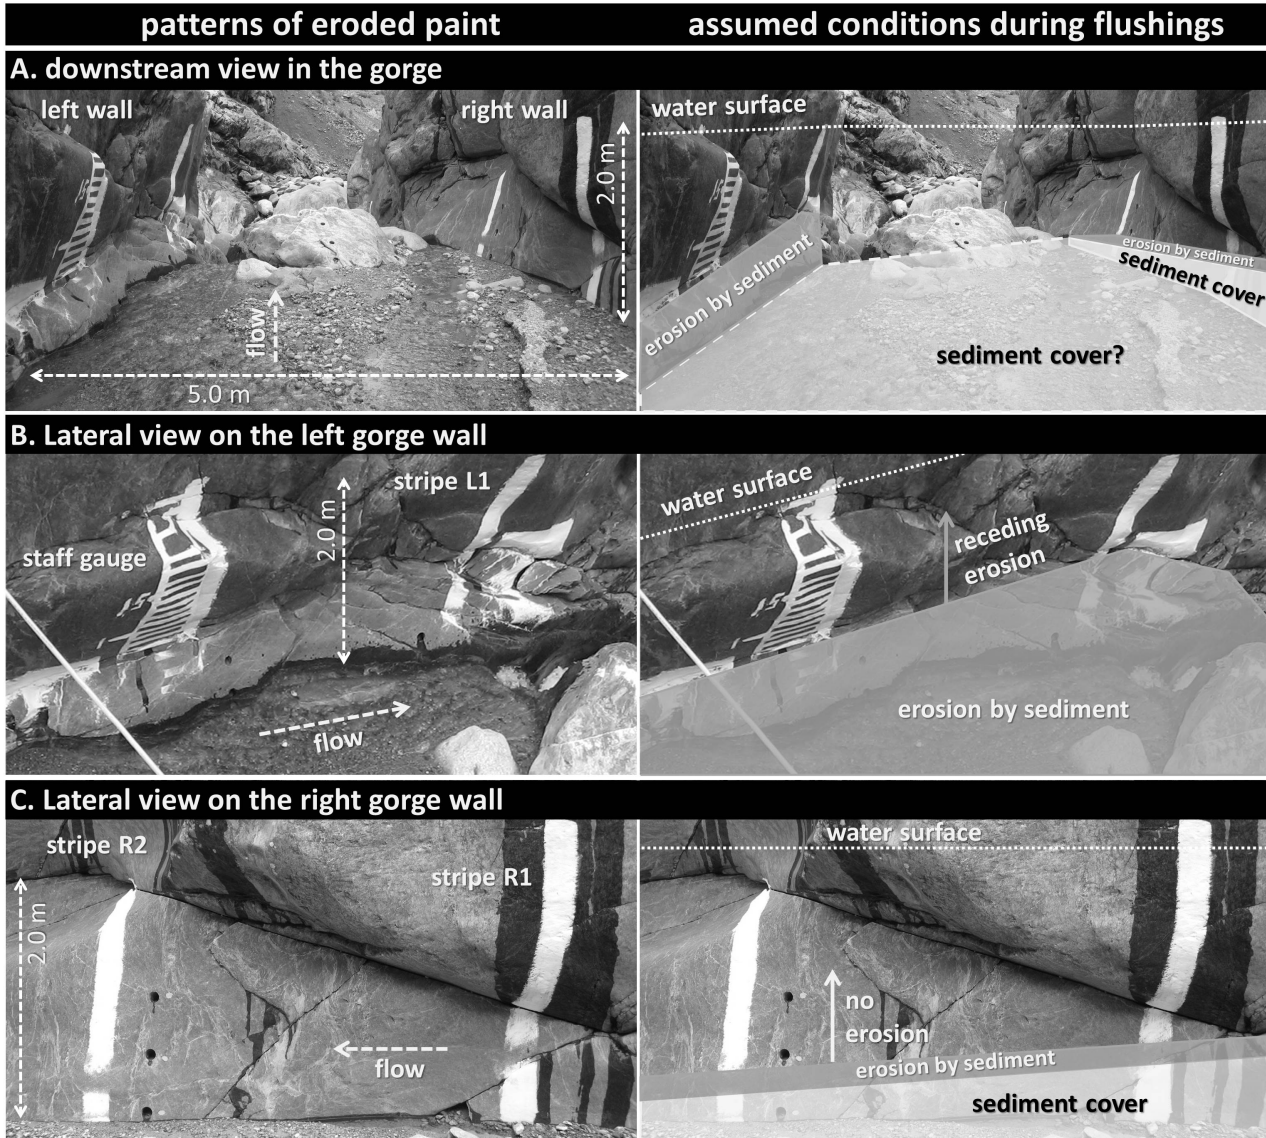 patterns of eroded paint
assumed conditions during flushings
A. downstream view in the gorge
left wall
right wall
2.0 m
flow
5.0 m
water surface
erosion by sediment
erosion by sediment
sediment cover
sediment cover?
B. Lateral view on the left gorge wall
stripe L1
2.0 m
staff gauge
flow
water surface
receding
erosion
erosion by sediment
C. Lateral view on the right gorge wall
stripe R2
stripe R1
2.0 m
flow
water surface
no
erosion
erosion by sediment
sediment cover